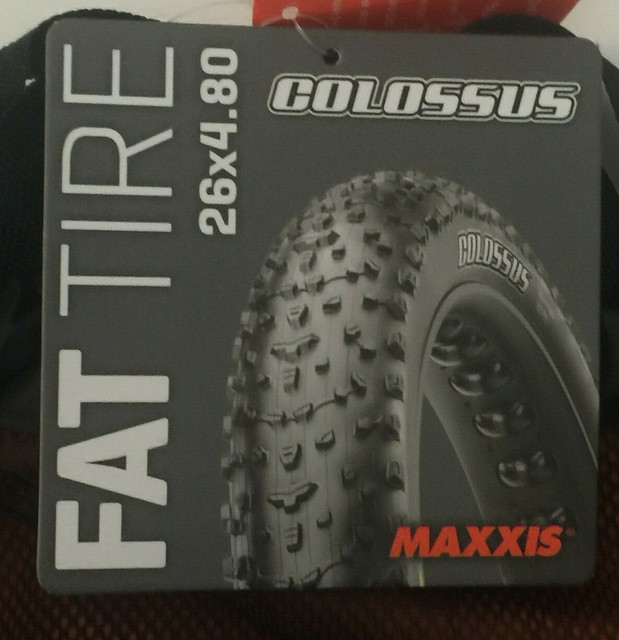 FAT TIRE
26x4.80
COLOSSUS
COLOSSUS
MAXXIS